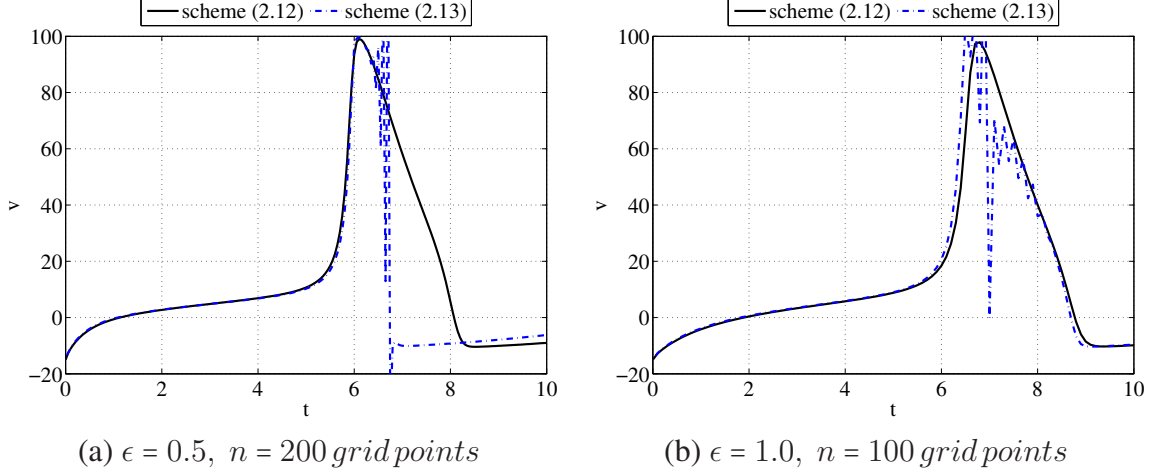 scheme (2.12) scheme (2.13)
100
80
60
40
20
0
−20
v
0 2 4 6 8 10
t
(a) ϵ = 0.5, n = 200 grid points
scheme (2.12) scheme (2.13)
100
80
60
40
20
0
−20
v
0 2 4 6 8 10
t
(b) ϵ = 1.0, n = 100 grid points